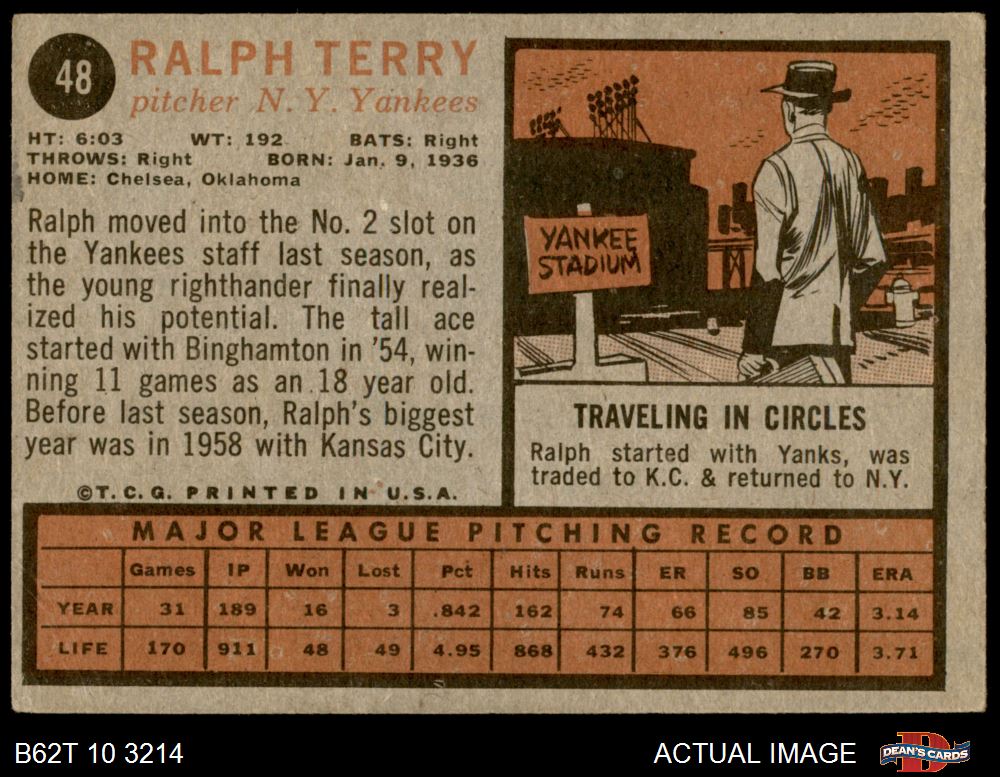 48
RALPH TERRY
pitcher N. Y. Yankees
HT: 6:03 WT: 192 BATS: Right
THROWS: Right BORN: Jan. 9, 1936
HOME: Chelsea, Oklahoma
Ralph moved into the No. 2 slot on
the Yankees staff last season, as
the young righthander finally real-
ized his potential. The tall ace
started with Binghamton in '54, win-
ning 11 games as an 18 year old.
Before last season, Ralph's biggest
year was in 1958 with Kansas City.
©T. C. G. PRINTED IN U.S.A.
YANKEE
STADIUM
TRAVELING IN CIRCLES
Ralph started with Yanks, was
traded to K.C. & returned to N.Y.
MAJOR LEAGUE PITCHING RECORD
Games IP Won Lost Pct Hits Runs ER SO BB ERA
YEAR 31 189 16 3 .842 162 74 66 85 42 3.14
LIFE 170 911 48 49 4.95 868 432 376 496 270 3.71
B62T 10 3214
ACTUAL IMAGE
DEAN'S CARDS